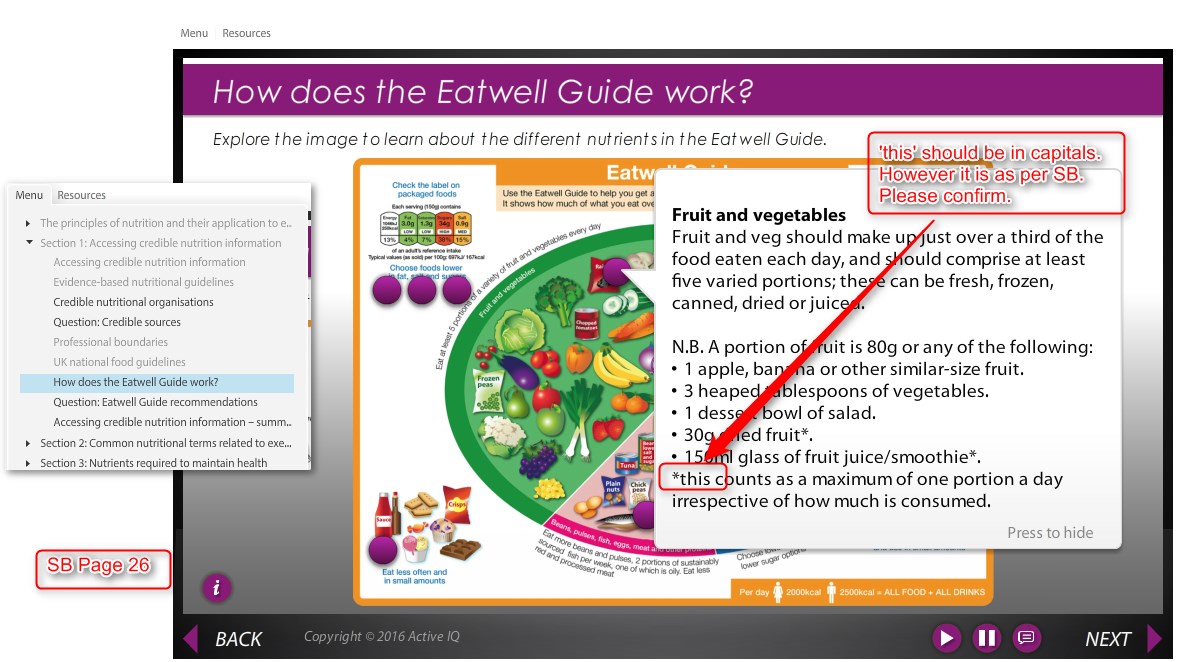 Menu Resources
How does the Eatwell Guide work?
Explore the image to learn about the different nutrients in the Eatwell Guide.
'this' should be in capitals.
However it is as per SB.
Please confirm.
Menu Resources
The principles of nutrition and their application to e..
Section 1: Accessing credible nutrition information
Accessing credible nutrition information
Evidence-based nutritional guidelines
Credible nutritional organisations
Question: Credible sources
Professional boundaries
UK national food guidelines
How does the Eatwell Guide work?
Question: Eatwell Guide recommendations
Accessing credible nutrition information – summ..
Section 2: Common nutritional terms related to exe...
Section 3: Nutrients required to maintain health
SB Page 26
Check the label on
packaged foods
Each serving (150g) contains
Energy Fat Saturates Sugars Salt
1046kJ 250kcal 3.0g 1.3g 34g 0.9g
LOW LOW HIGH MED
13% 4% 7% 38% 15%
of an adult's reference intake
Typical values (as sold) per 100g: 697kJ/ 167kcal
Choose foods lower
in fat, salt and sugars
Use the Eatwell Guide to help you get a
It shows how much of what you eat ove
Eat at least 5 portions of a variety of fruit and vegetables every day
Fruit and vegetables
Chopped tomatoes
Frozen peas
Tuna
Plain nuts
Chick peas
Sauce
Crisps
Beans, pulses, fish, eggs, meat and other proteins
Eat more beans and pulses, 2 portions of sustainably
sourced fish per week, one of which is oily. Eat less
red and processed meat
lower sugar options
Eat less often and
in small amounts
Per day 2000kcal 2500kcal = ALL FOOD + ALL DRINKS
Fruit and vegetables
Fruit and veg should make up just over a third of the
food eaten each day, and should comprise at least
five varied portions; these can be fresh, frozen,
canned, dried or juiced.
N.B. A portion of fruit is 80g or any of the following:
• 1 apple, banana or other similar-size fruit.
• 3 heaped tablespoons of vegetables.
• 1 dessert bowl of salad.
• 30g dried fruit*.
• 150ml glass of fruit juice/smoothie*.
*this counts as a maximum of one portion a day
irrespective of how much is consumed.
Press to hide
i
BACK Copyright © 2016 Active IQ NEXT